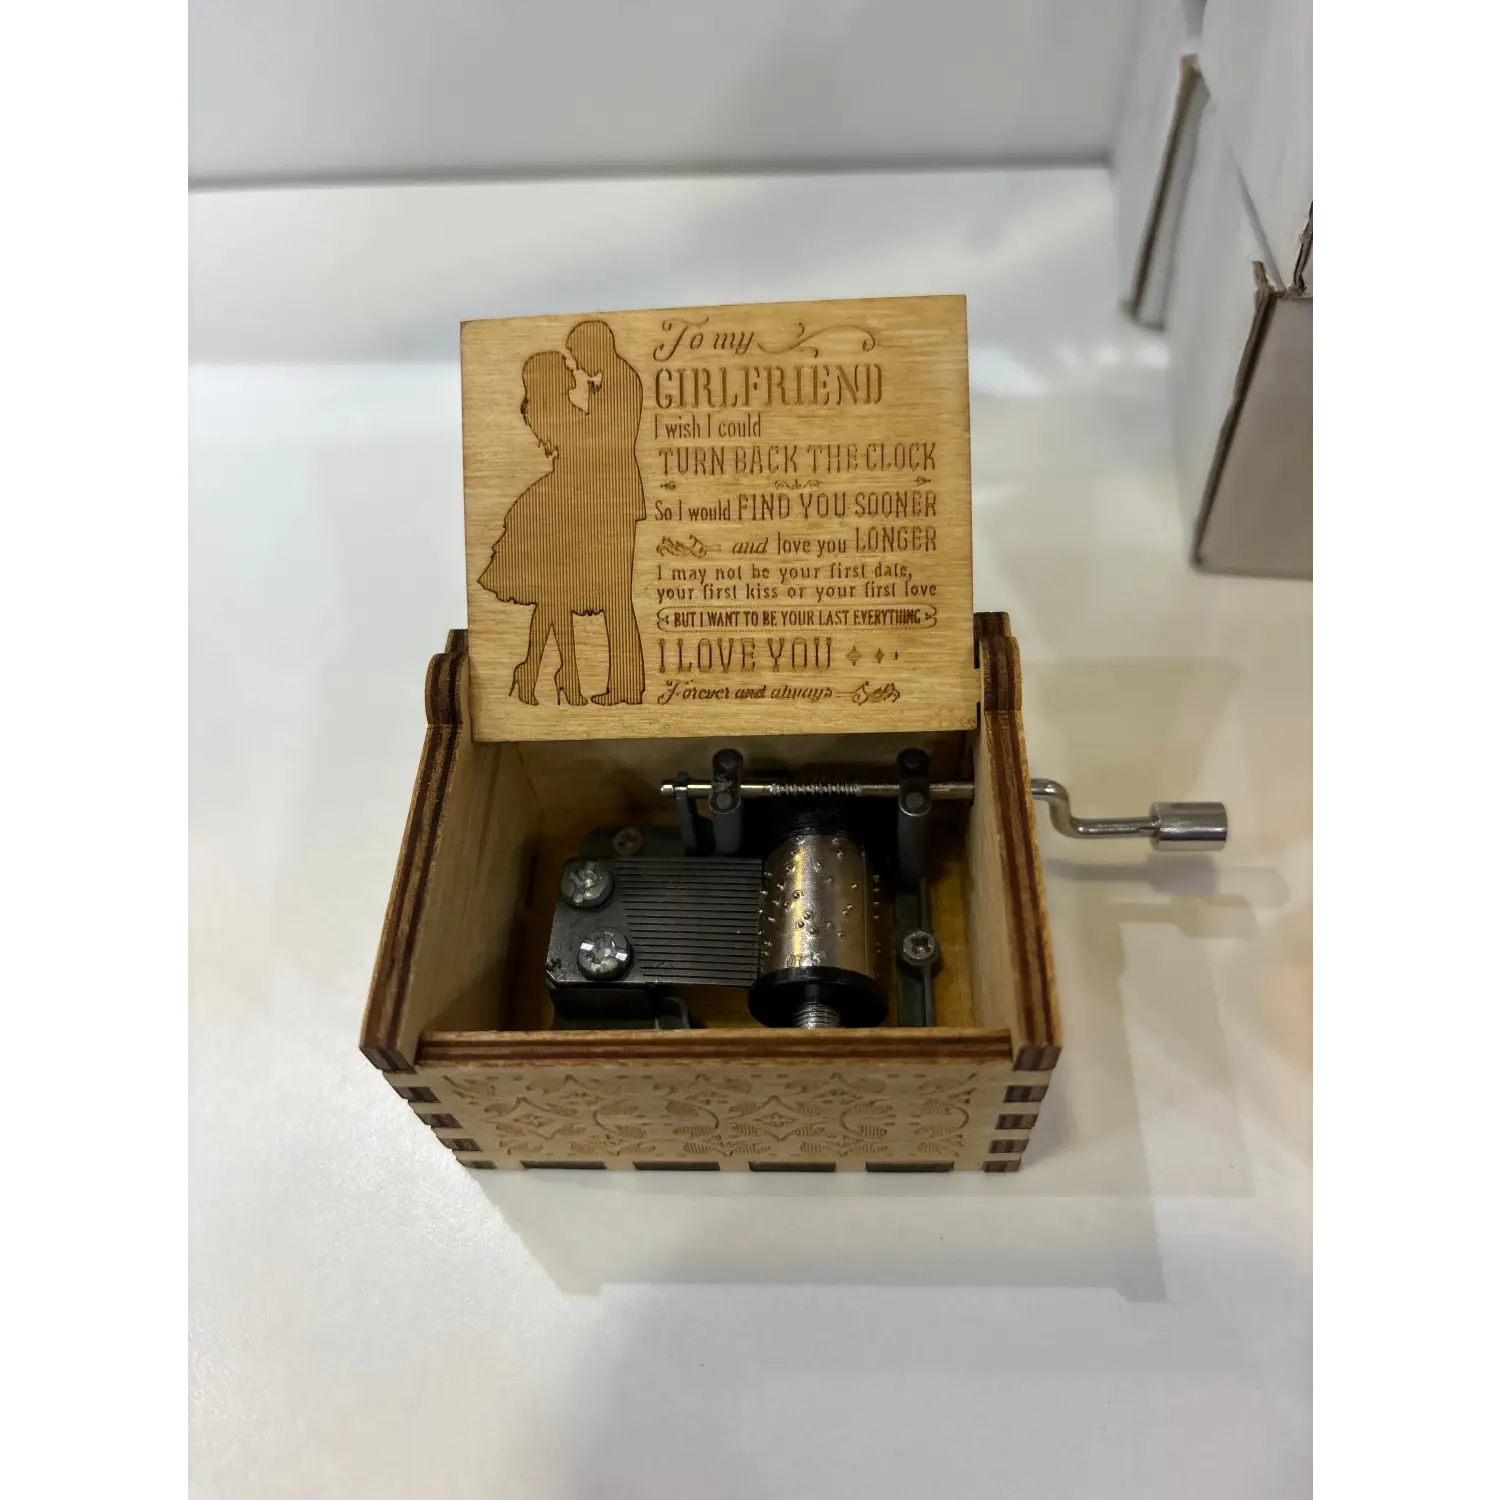 To my
GIRLFRIEND
I wish I could
TURN BACK THE CLOCK
So I would FIND YOU SOONER
and love you LONGER
I may not be your first date,
your first kiss or your first love
BUT I WANT TO BE YOUR LAST EVERYTHING
I LOVE YOU
Forever and always